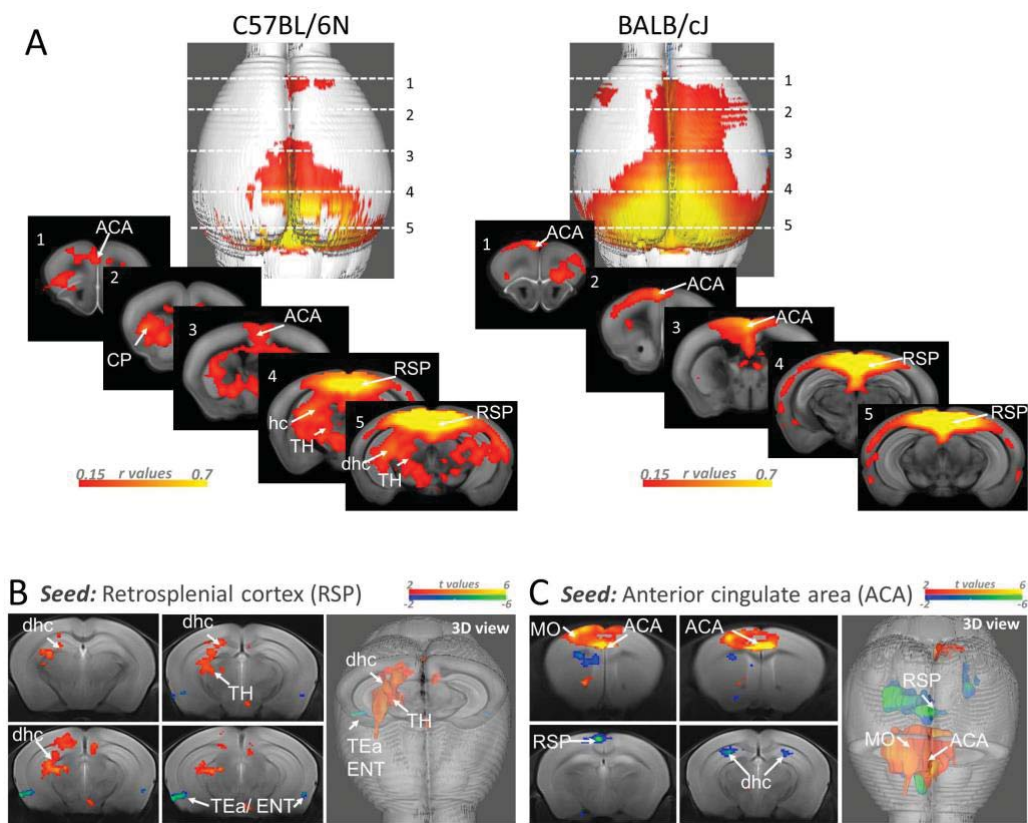 A
C57BL/6N
BALB/cJ
1
2
3
4
5
1
2
3
4
5
1
ACA
2
CP
3
ACA
4
RSP
hc
TH
5
RSP
dhc
TH
0.15 r values 0.7
1
ACA
2
ACA
3
ACA
4
RSP
5
RSP
0.15 r values 0.7
B Seed: Retrosplenial cortex (RSP)
2 t values 6
-2 -6
dhc
dhc
TH
dhc
TEa/ ENT
3D view
dhc
TH
TEa
ENT
C Seed: Anterior cingulate area (ACA)
2 t values 6
-2 -6
MO
ACA
ACA
RSP
dhc
3D view
RSP
MO
ACA